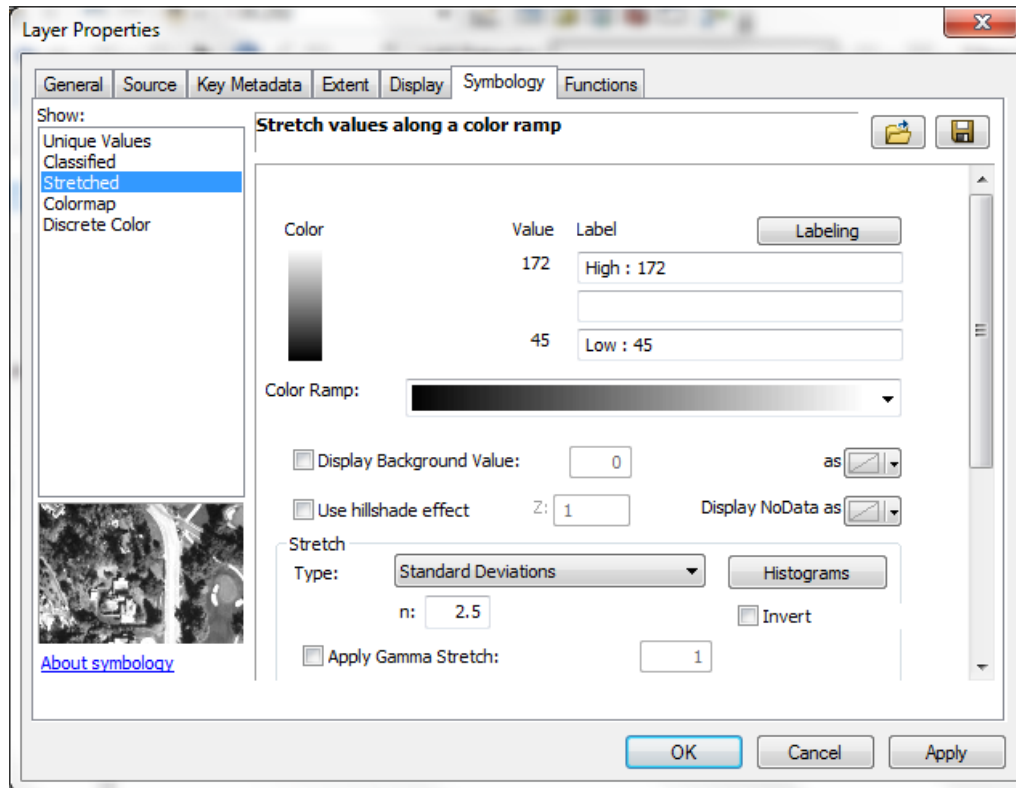 Layer Properties
General Source Key Metadata Extent Display Symbology Functions
Show:
Unique Values
Classified
Stretched
Colormap
Discrete Color
About symbology
Stretch values along a color ramp
Color Value Label Labeling
172 High : 172
45 Low : 45
Color Ramp:
Display Background Value: 0 as
Use hillshade effect Z: 1 Display NoData as
Stretch
Type: Standard Deviations Histograms
n: 2.5 Invert
Apply Gamma Stretch: 1
OK Cancel Apply